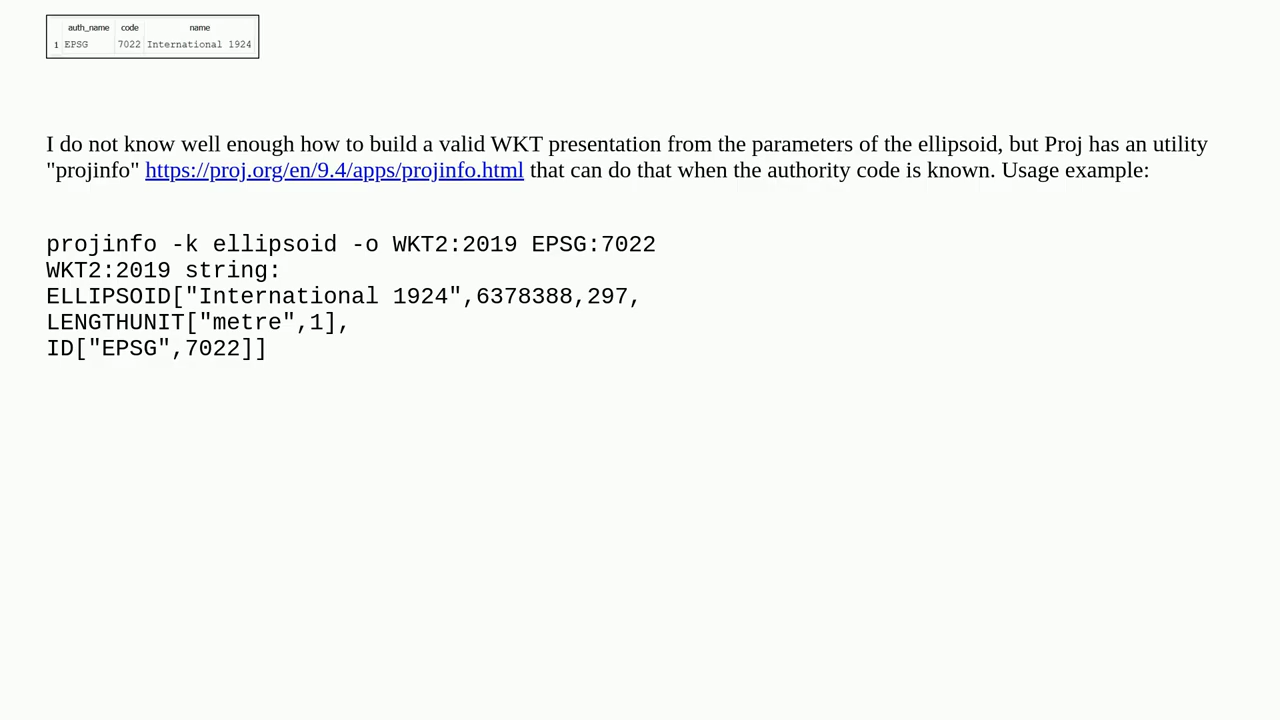 auth_name code name
1 EPSG 7022 International 1924
I do not know well enough how to build a valid WKT presentation from the parameters of the ellipsoid, but Proj has an utility
"projinfo" https://proj.org/en/9.4/apps/projinfo.html that can do that when the authority code is known. Usage example:
projinfo -k ellipsoid -o WKT2:2019 EPSG:7022
WKT2:2019 string:
ELLIPSOID["International 1924",6378388,297,
LENGTHUNIT["metre",1],
ID["EPSG",7022]]